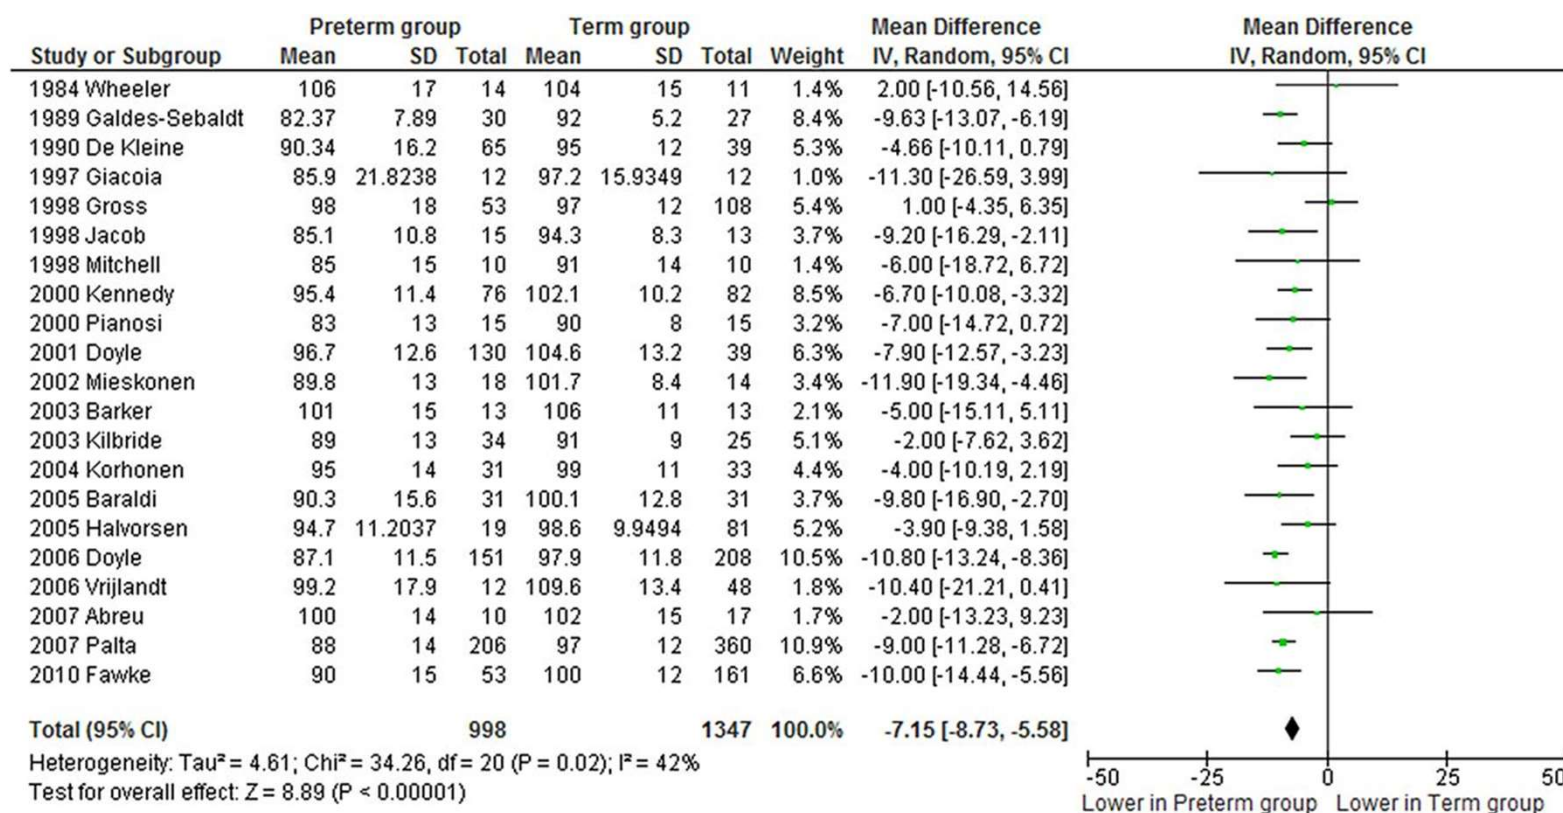 Preterm group Term group Mean Difference Mean Difference
Study or Subgroup Mean SD Total Mean SD Total Weight IV, Random, 95% CI IV, Random, 95% CI
1984 Wheeler 106 17 14 104 15 11 1.4% 2.00 [-10.56, 14.56]
1989 Galdes-Sebaldt 82.37 7.89 30 92 5.2 27 8.4% -9.63 [-13.07, -6.19]
1990 De Kleine 90.34 16.2 65 95 12 39 5.3% -4.66 [-10.11, 0.79]
1997 Giacoia 85.9 21.8238 12 97.2 15.9349 12 1.0% -11.30 [-26.59, 3.99]
1998 Gross 98 18 53 97 12 108 5.4% 1.00 [-4.35, 6.35]
1998 Jacob 85.1 10.8 15 94.3 8.3 13 3.7% -9.20 [-16.29, -2.11]
1998 Mitchell 85 15 10 91 14 10 1.4% -6.00 [-18.72, 6.72]
2000 Kennedy 95.4 11.4 76 102.1 10.2 82 8.5% -6.70 [-10.08, -3.32]
2000 Pianosi 83 13 15 90 8 15 3.2% -7.00 [-14.72, 0.72]
2001 Doyle 96.7 12.6 130 104.6 13.2 39 6.3% -7.90 [-12.57, -3.23]
2002 Mieskonen 89.8 13 18 101.7 8.4 14 3.4% -11.90 [-19.34, -4.46]
2003 Barker 101 15 13 106 11 13 2.1% -5.00 [-15.11, 5.11]
2003 Kilbride 89 13 34 91 9 25 5.1% -2.00 [-7.62, 3.62]
2004 Korhonen 95 14 31 99 11 33 4.4% -4.00 [-10.19, 2.19]
2005 Baraldi 90.3 15.6 31 100.1 12.8 31 3.7% -9.80 [-16.90, -2.70]
2005 Halvorsen 94.7 11.2037 19 98.6 9.9494 81 5.2% -3.90 [-9.38, 1.58]
2006 Doyle 87.1 11.5 151 97.9 11.8 208 10.5% -10.80 [-13.24, -8.36]
2006 Vrijlandt 99.2 17.9 12 109.6 13.4 48 1.8% -10.40 [-21.21, 0.41]
2007 Abreu 100 14 10 102 15 17 1.7% -2.00 [-13.23, 9.23]
2007 Palta 88 14 206 97 12 360 10.9% -9.00 [-11.28, -6.72]
2010 Fawke 90 15 53 100 12 161 6.6% -10.00 [-14.44, -5.56]
Total (95% CI) 998 1347 100.0% -7.15 [-8.73, -5.58]
Heterogeneity: Tau² = 4.61; Chi² = 34.26, df = 20 (P = 0.02); I² = 42%
Test for overall effect: Z = 8.89 (P < 0.00001)
-50 -25 0 25 50
Lower in Preterm group Lower in Term group